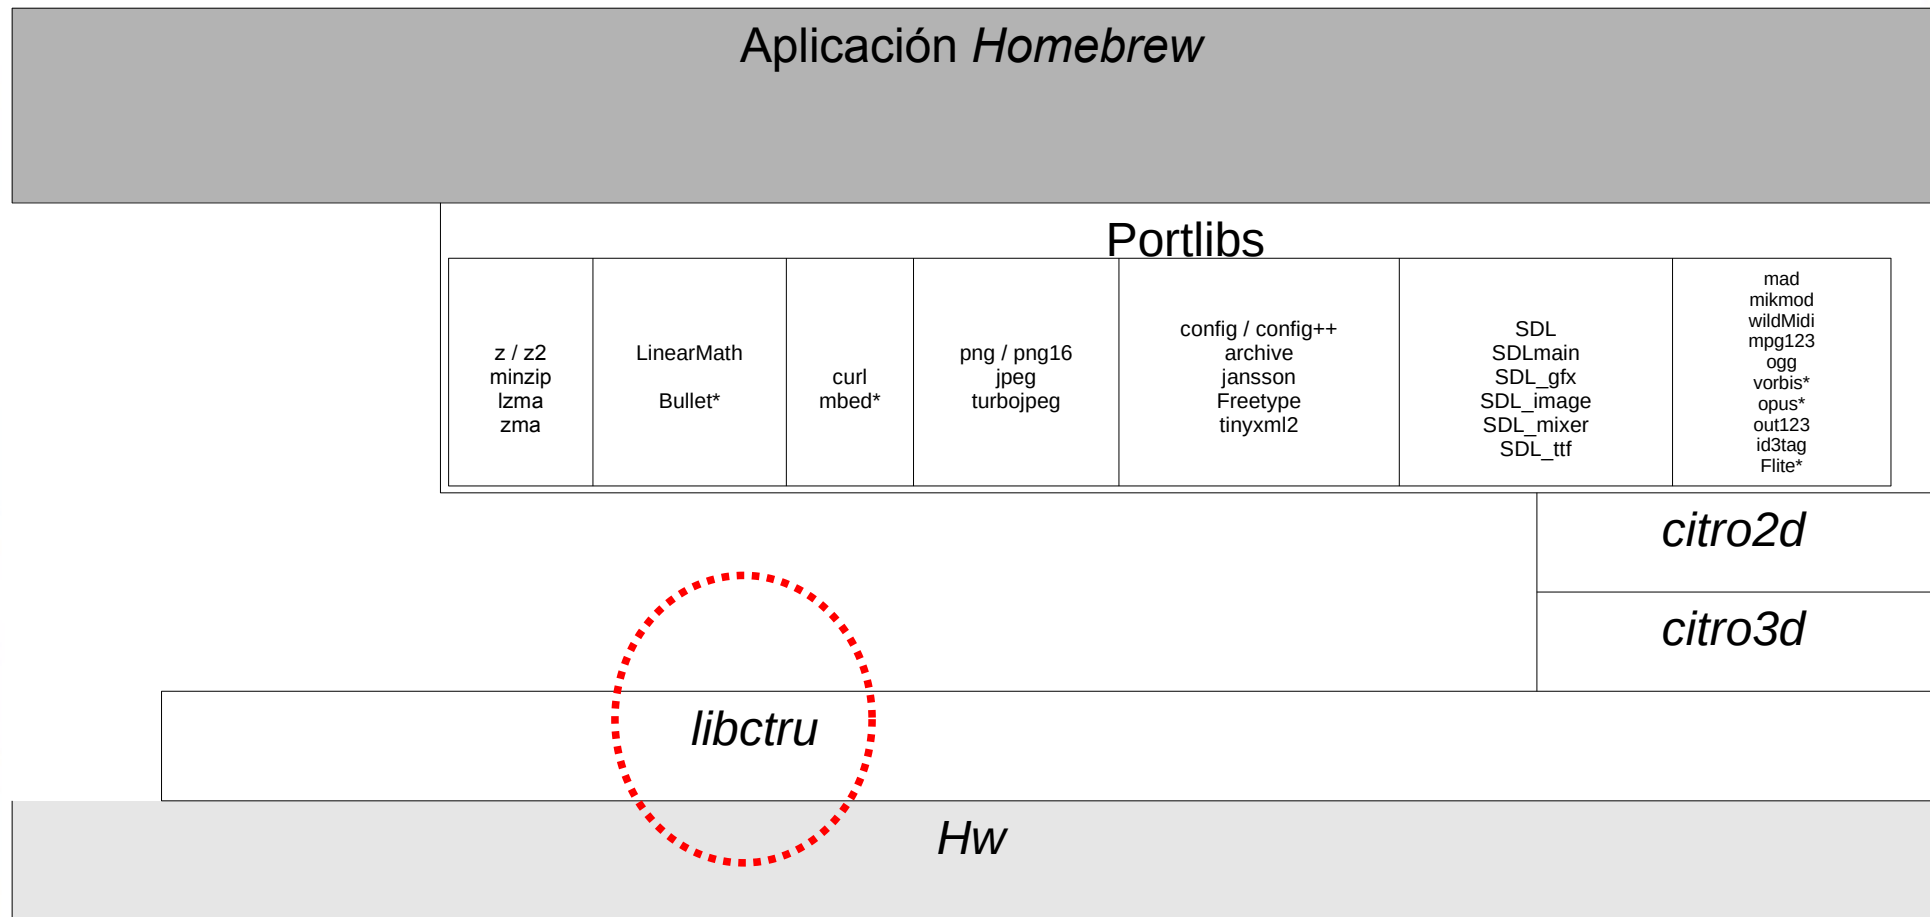 Aplicación Homebrew
Portlibs
z / z2
minzip
lzma
zma
LinearMath
Bullet*
curl
mbed*
png / png16
jpeg
turbojpeg
config / config++
archive
jansson
Freetype
tinyxml2
SDL
SDLmain
SDL_gfx
SDL_image
SDL_mixer
SDL_ttf
mad
mikmod
wildMidi
mpg123
ogg
vorbis*
opus*
out123
id3tag
Flite*
citro2d
citro3d
libctru
Hw